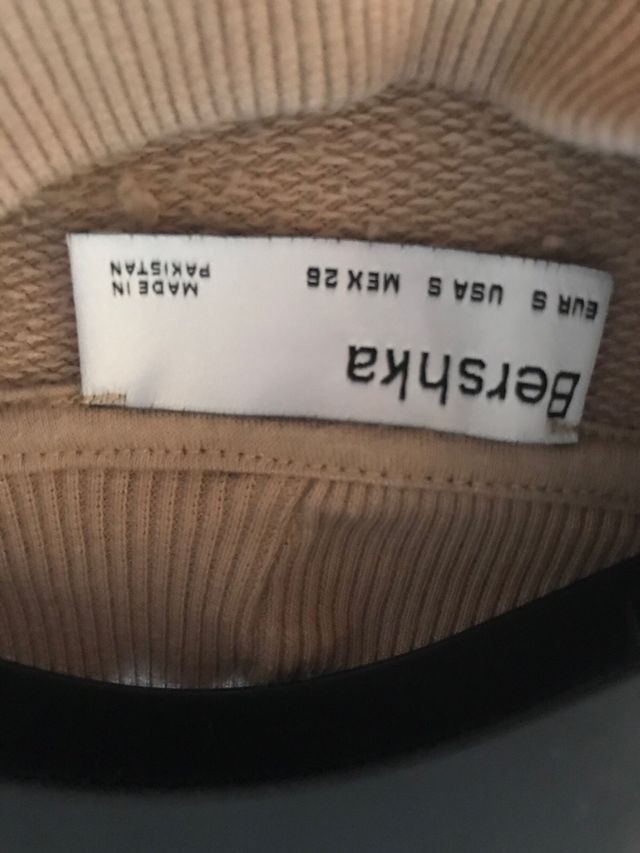 Bershka
EUR S USA S MEX 26
MADE IN
PAKISTAN